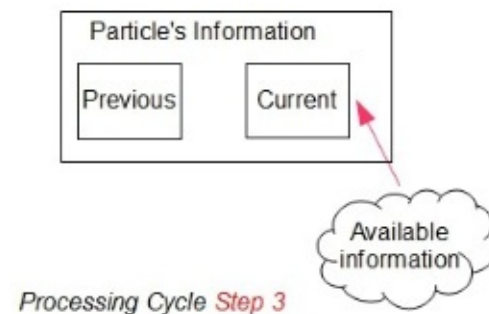 Particle's Information
Previous
Current
Available
information
Processing Cycle Step 3